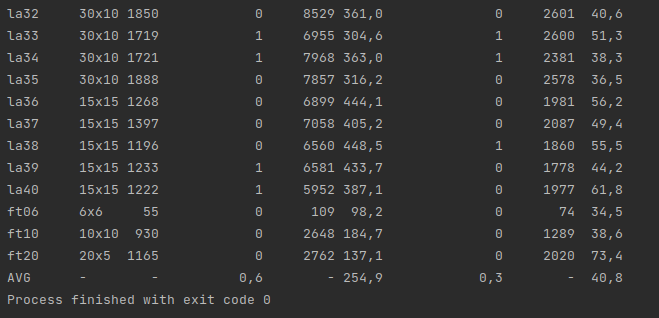 la32 30x10 1850 0 8529 361,0 0 2601 40,6
la33 30x10 1719 1 6955 304,6 1 2600 51,3
la34 30x10 1721 1 7968 363,0 1 2381 38,3
la35 30x10 1888 0 7857 316,2 0 2578 36,5
la36 15x15 1268 0 6899 444,1 0 1981 56,2
la37 15x15 1397 0 7058 405,2 0 2087 49,4
la38 15x15 1196 0 6560 448,5 1 1860 55,5
la39 15x15 1233 1 6581 433,7 0 1778 44,2
la40 15x15 1222 1 5952 387,1 0 1977 61,8
ft06 6x6 55 0 109 98,2 0 74 34,5
ft10 10x10 930 0 2648 184,7 0 1289 38,6
ft20 20x5 1165 0 2762 137,1 0 2020 73,4
AVG - - 0,6 - 254,9 0,3 - 40,8
Process finished with exit code 0